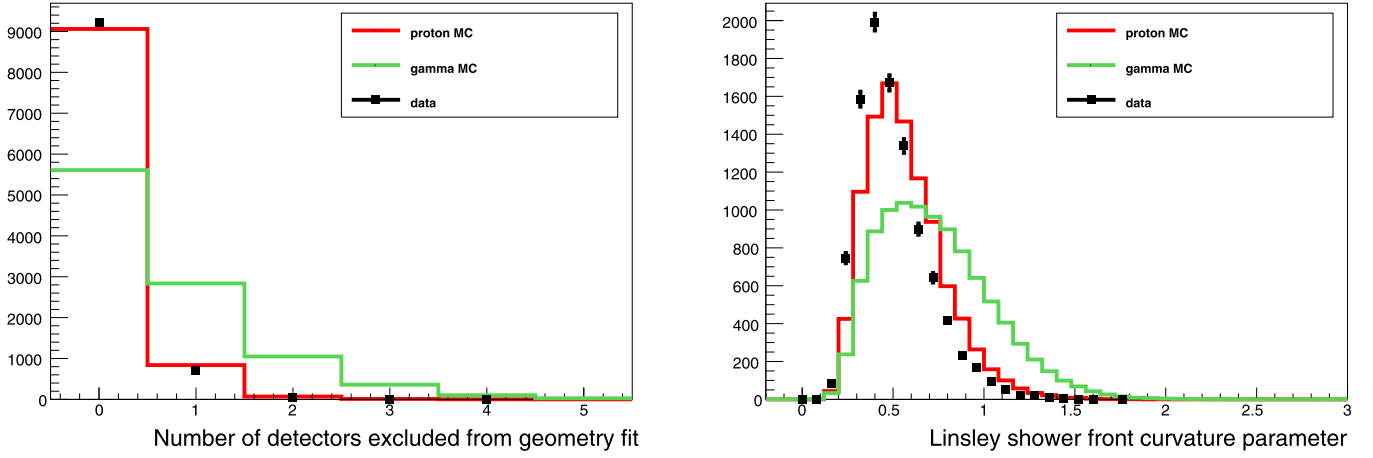 9000
8000
7000
6000
5000
4000
3000
2000
1000
0
proton MC
gamma MC
data
0 1 2 3 4 5
Number of detectors excluded from geometry fit
2000
1800
1600
1400
1200
1000
800
600
400
200
0
proton MC
gamma MC
data
0 0.5 1 1.5 2 2.5 3
Linsley shower front curvature parameter